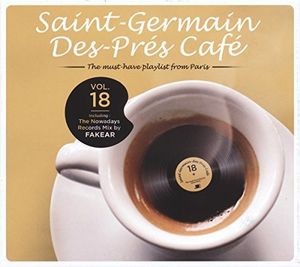 Saint-Germain
Des-Prés Café
The must-have playlist from Paris
VOL.
18
including:
The Nowadays
Records Mix by
FAKEAR
18